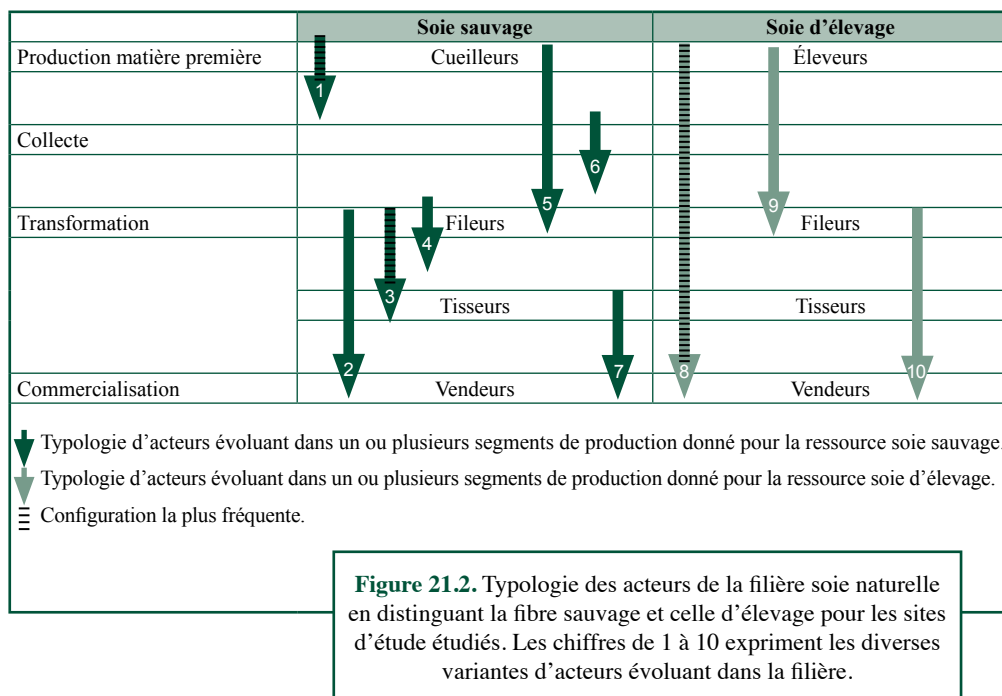 Soie sauvage Soie d'élevage
Production matière première Cueilleurs Éleveurs
1
Collecte
6
5 9
Transformation Fileurs Fileurs
4
3
Tisseurs Tisseurs
2 7 8 10
Commercialisation Vendeurs Vendeurs
Typologie d'acteurs évoluant dans un ou plusieurs segments de production donné pour la ressource soie sauvage.
Typologie d'acteurs évoluant dans un ou plusieurs segments de production donné pour la ressource soie d'élevage.
Configuration la plus fréquente.
Figure 21.2. Typologie des acteurs de la filière soie naturelle
en distinguant la fibre sauvage et celle d'élevage pour les sites
d'étude étudiés. Les chiffres de 1 à 10 expriment les diverses
variantes d'acteurs évoluant dans la filière.